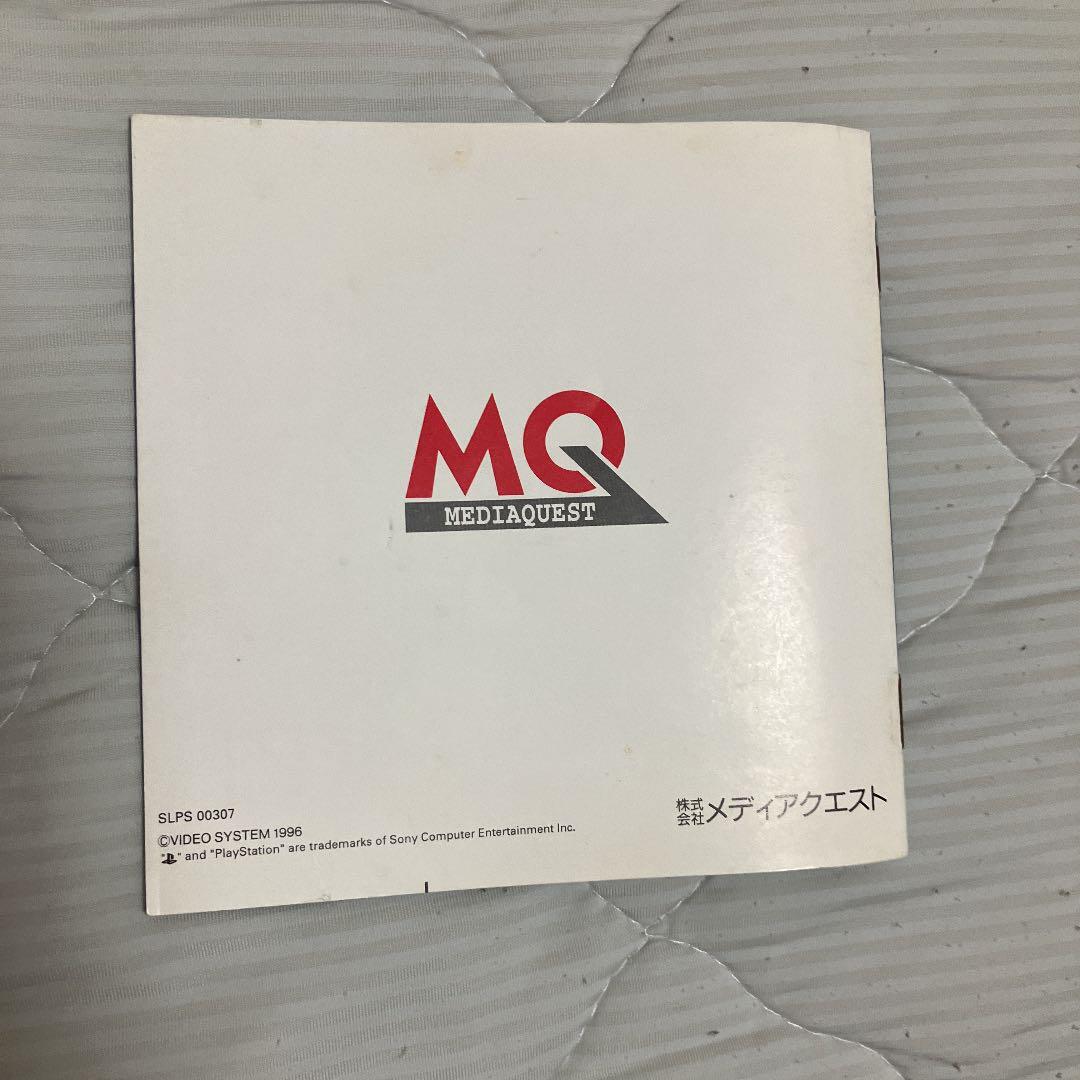 MQ
MEDIAQUEST
SLPS 00307
©VIDEO SYSTEM 1996
" " and "PlayStation" are trademarks of Sony Computer Entertainment Inc.
株式会社メディアクエスト